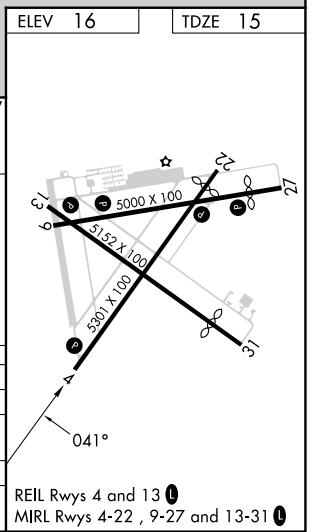 ELEV 16
TDZE 15
22
27
13
9
5000 X 100
P
P
P
P
5152 X 100
5301 X 100
P
31
4
041°
REIL Rwys 4 and 13 L
MIRL Rwys 4-22 , 9-27 and 13-31 L